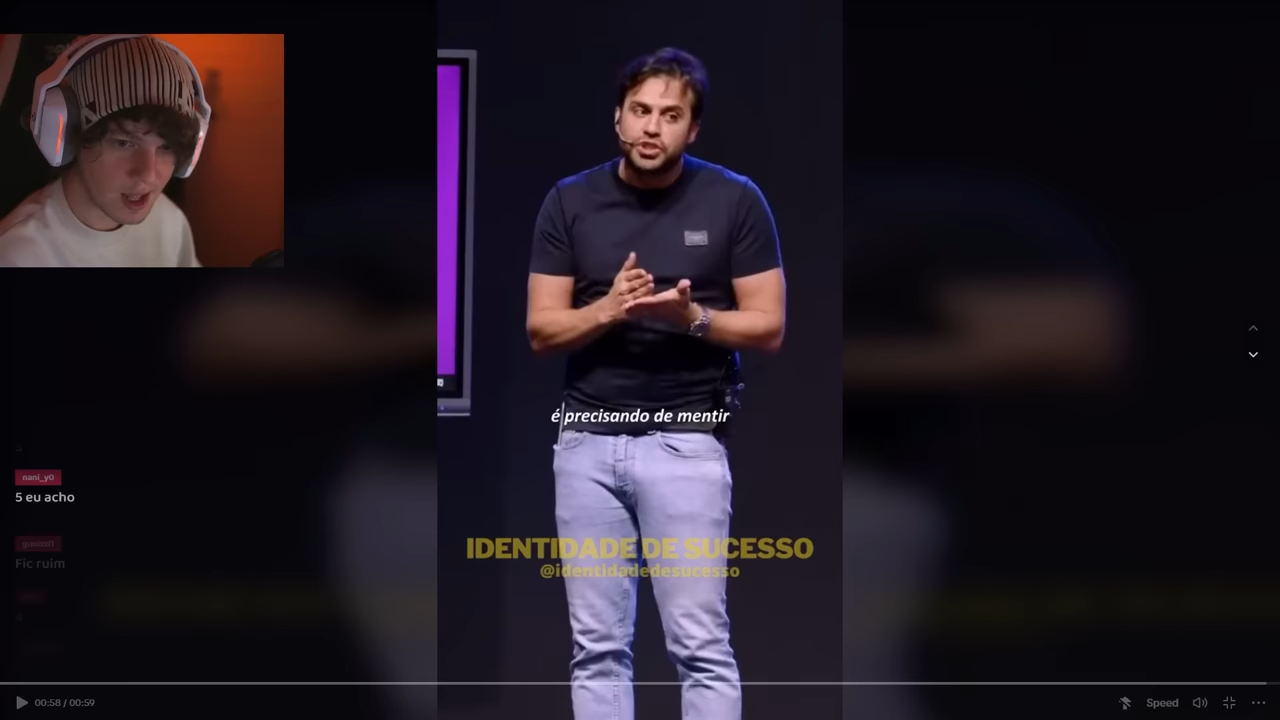 é precisando de mentir
IDENTIDADE DE SUCESSO
@identidadedesucesso
nani_y0
5 eu acho
Fic ruim
00:58 / 00:59
Speed